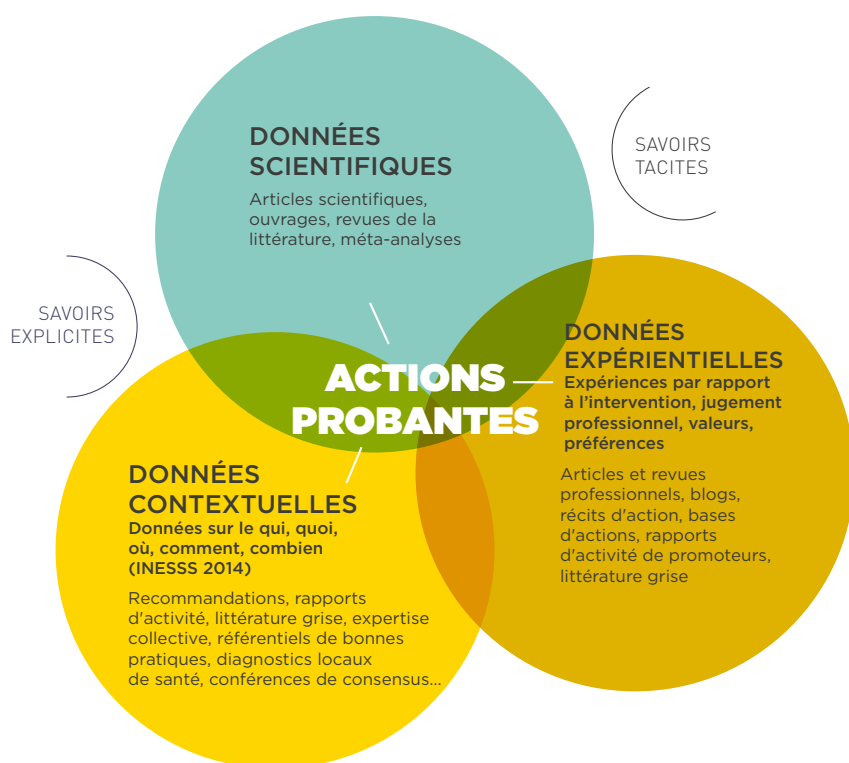 DONNÉES
SCIENTIFIQUES
Articles scientifiques,
ouvrages, revues de la
littérature, méta-analyses
SAVOIRS
TACITES
SAVOIRS
EXPLICITES
ACTIONS
PROBANTES
DONNÉES
EXPÉRIENTIELLES
Expériences par rapport
à l'intervention, jugement
professionnel, valeurs,
préférences
Articles et revues
professionnels, blogs,
récits d'action, bases
d'actions, rapports
d'activité de promoteurs,
littérature grise
DONNÉES
CONTEXTUELLES
Données sur le qui, quoi,
où, comment, combien
(INESSS 2014)
Recommandations, rapports
d'activité, littérature grise, expertise
collective, référentiels de bonnes
pratiques, diagnostics locaux
de santé, conférences de consensus...